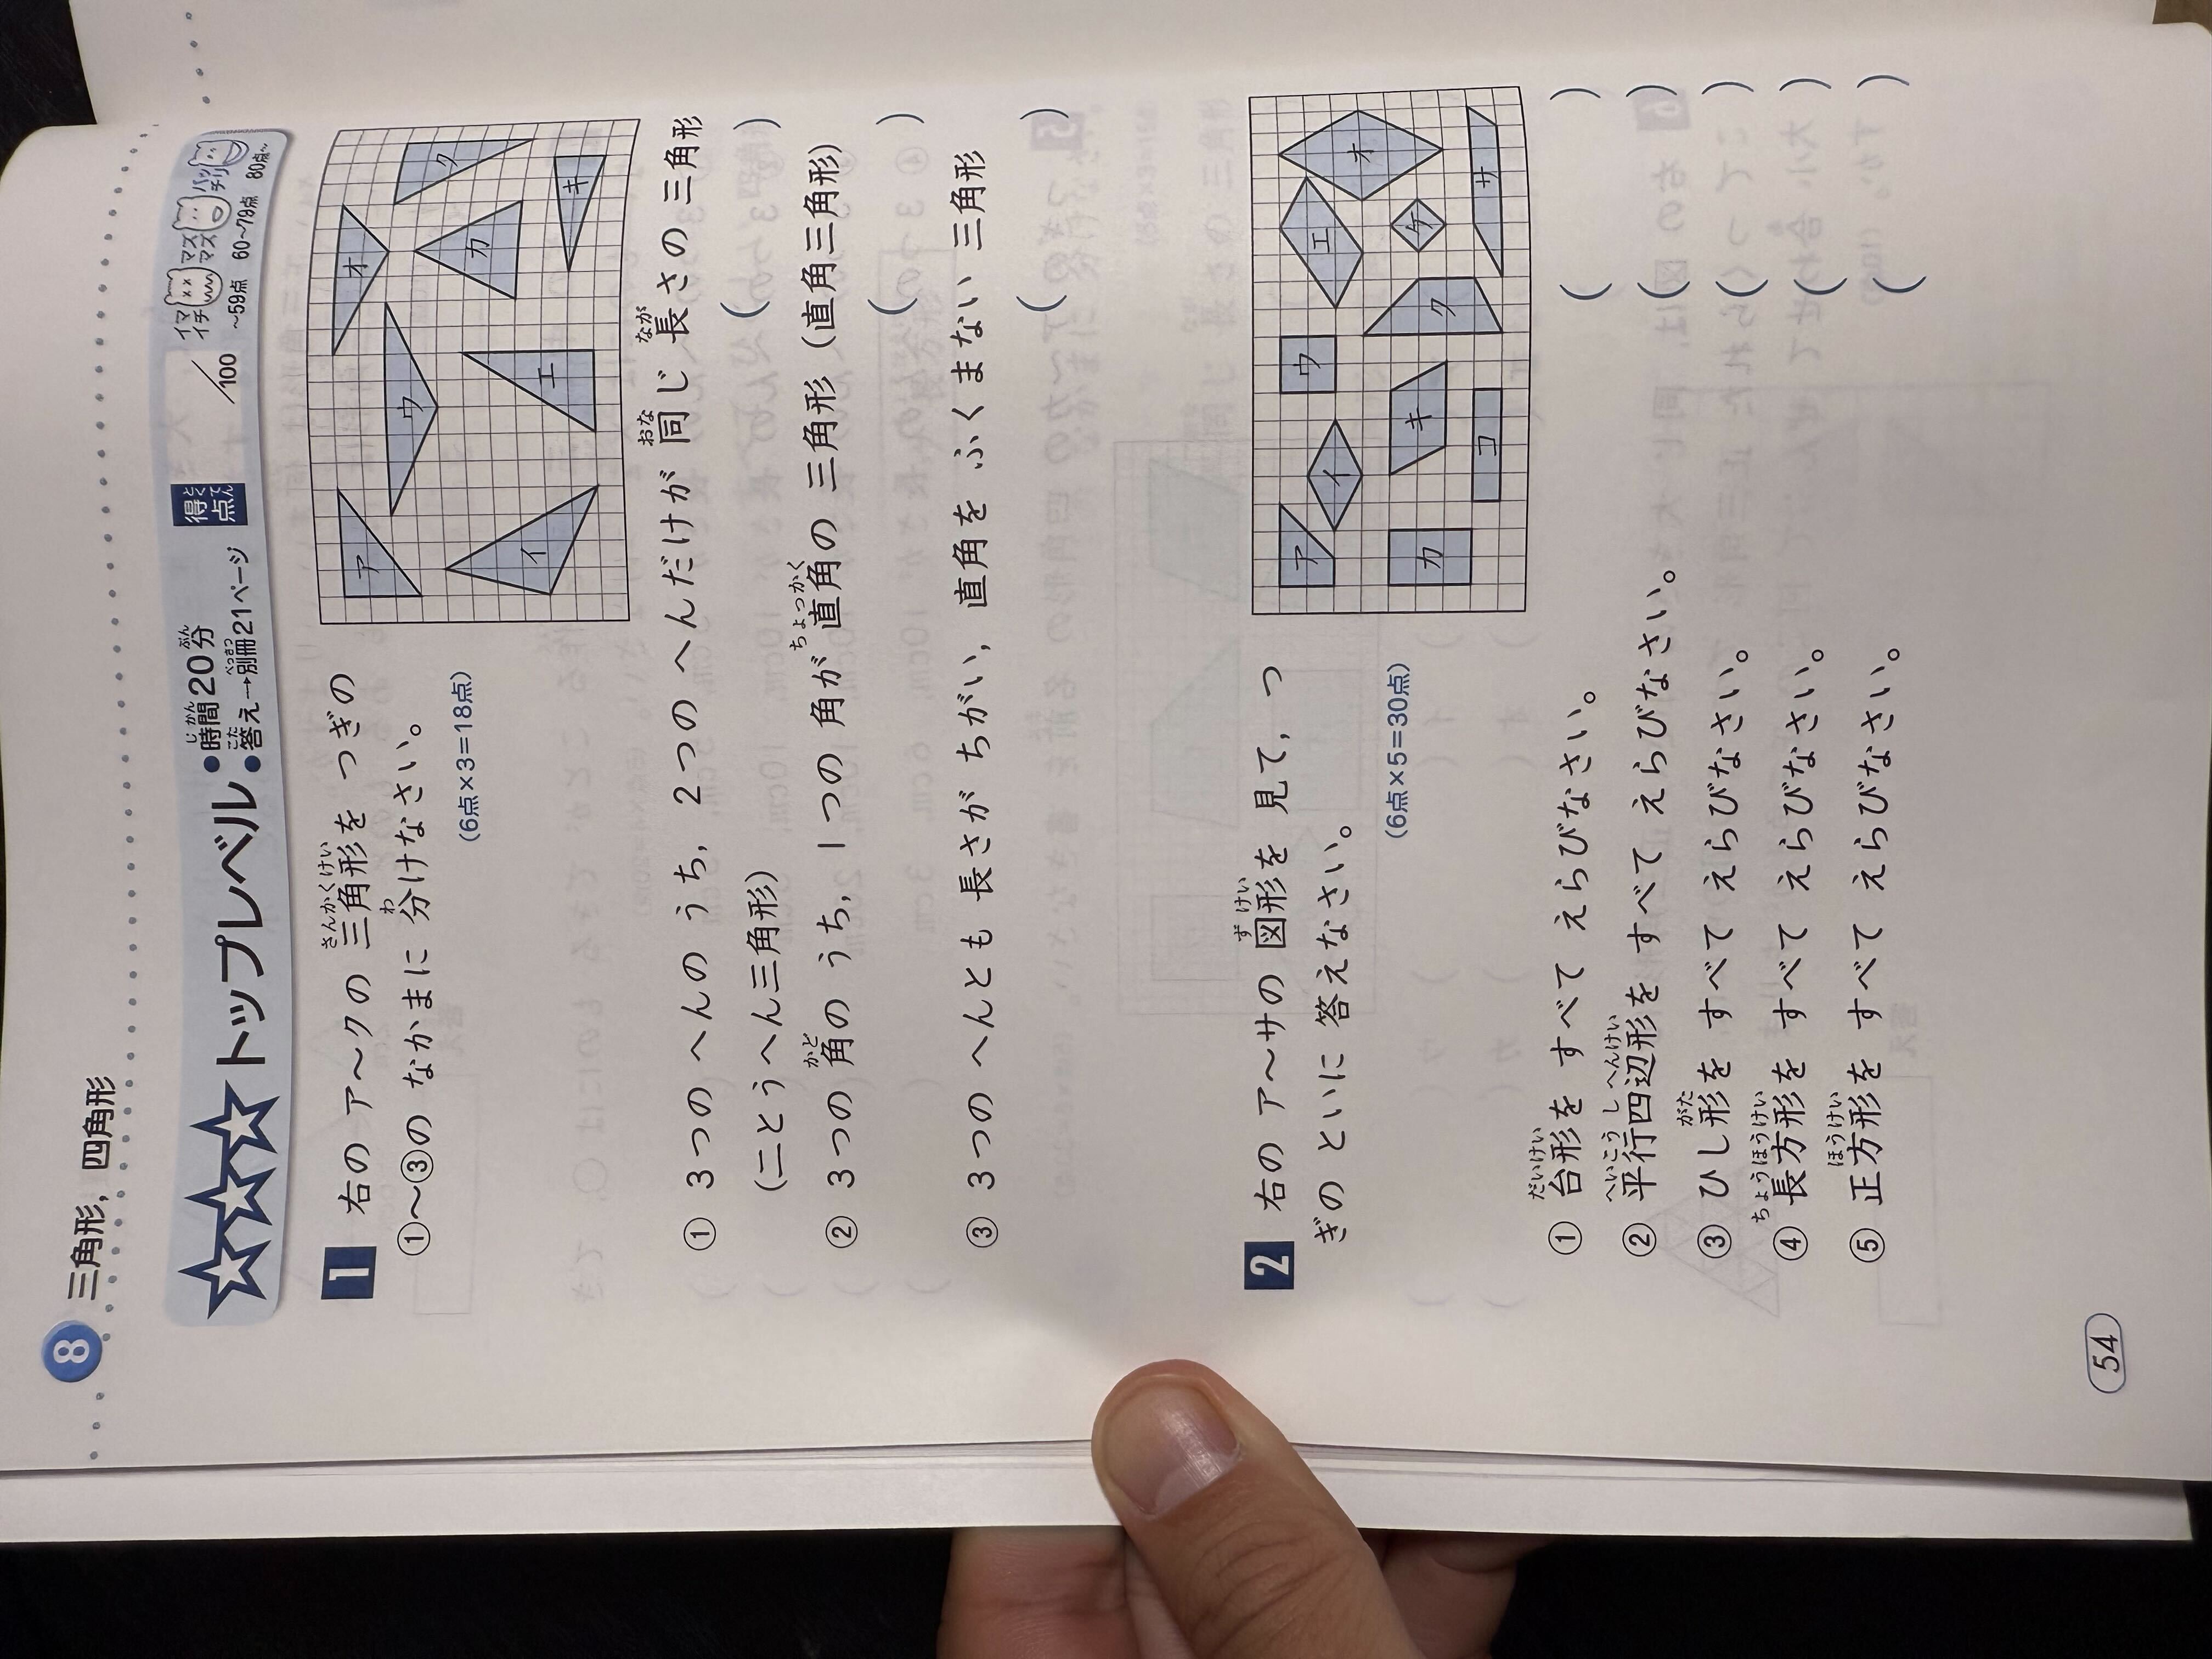 8 三角形，四角形
トップレベル
●時間20分
●答え→別冊21ページ
得点
／100
イマイチ
マズマズ
バッチリ
～59点
60～79点
80点～
1 右の ア～クの 三角形を つぎの
①～③の なかまに 分けなさい。
(6点×3=18点)
ア
イ
ウ
エ
オ
カ
キ
ク
① 3つの へんの うち，2つの へんだけが 同じ 長さの 三角形
(二とうへん三角形)
(　　)
② 3つの 角の うち，1つの 角が 直角の 三角形 (直角三角形)
(　　)
③ 3つの へんとも 長さが ちがい，直角を ふくまない 三角形
(　　)
2 右の ア～サの 図形を 見て，つ
ぎの といに 答えなさい。
(6点×5=30点)
ア
イ
ウ
エ
オ
カ
キ
ク
ケ
コ
サ
① 台形を すべて えらびなさい。 (　　)
② 平行四辺形を すべて えらびなさい。 (　　)
③ ひし形を すべて えらびなさい。 (　　)
④ 長方形を すべて えらびなさい。 (　　)
⑤ 正方形を すべて えらびなさい。 (　　)
54